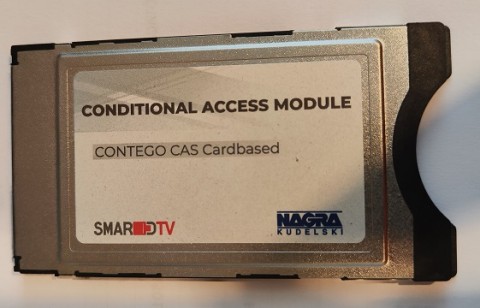 CONDITIONAL ACCESS MODULE
CONTEGO CAS Cardbased
SMARDTV
NAGRA
KUDELSKI